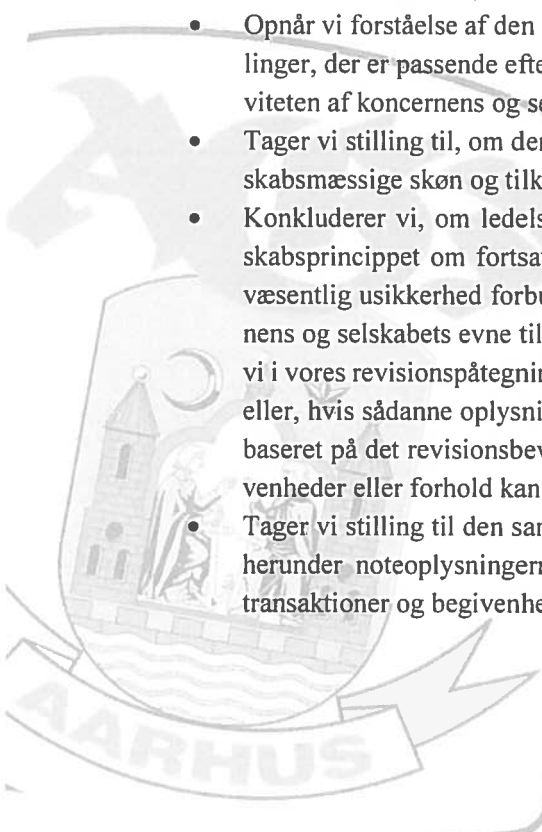 • Opnår vi forståelse af den
linger, der er passende efte
viteten af koncernens og se
• Tager vi stilling til, om der
skabsmæssige skøn og tilk
• Konkluderer vi, om ledels
skabsprincippet om fortsat
væsentlig usikkerhed forbu
nens og selskabets evne til
vi i vores revisionspåtegnin
eller, hvis sådanne oplysni
baseret på det revisionsbev
venheder eller forhold kan
• Tager vi stilling til den san
herunder noteoplysningern
transaktioner og begivenhe
AARHUS